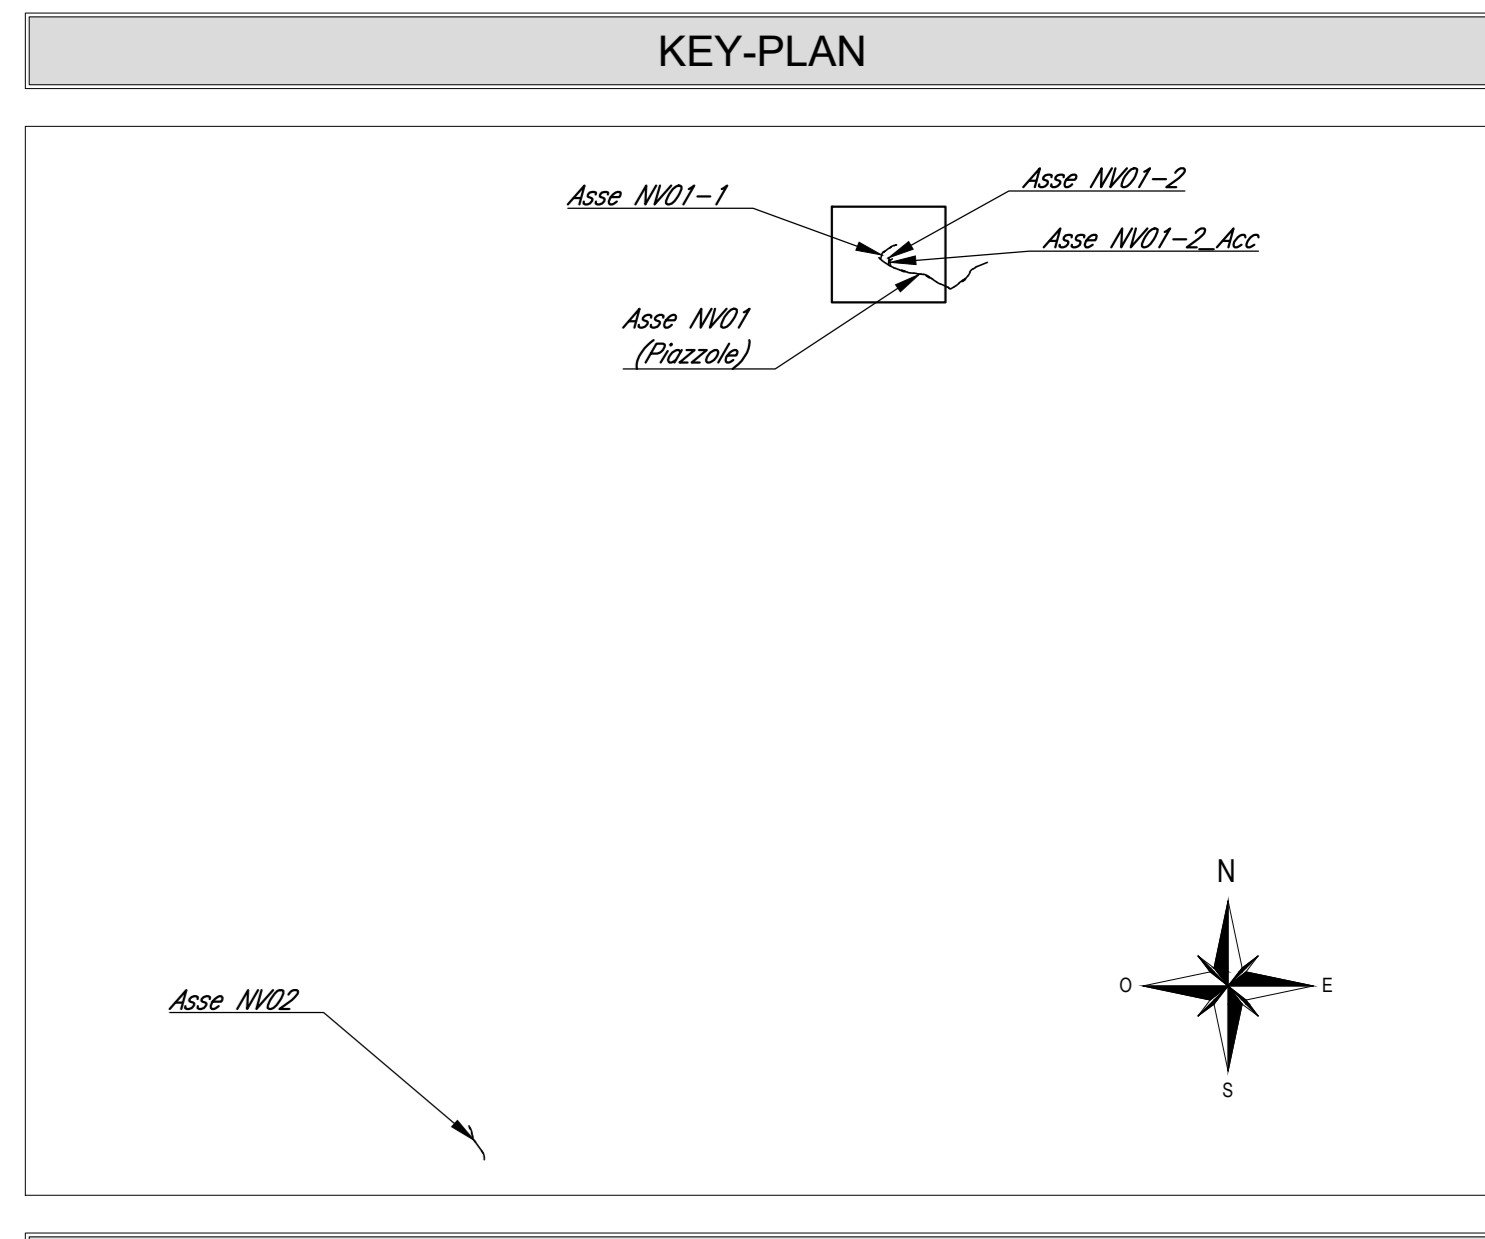 KEY-PLAN
Asse NV01-1
Asse NV01-2
Asse NV01-2_Acc
Asse NV01
(Piazzole)
N
O
E
S
Asse NV02